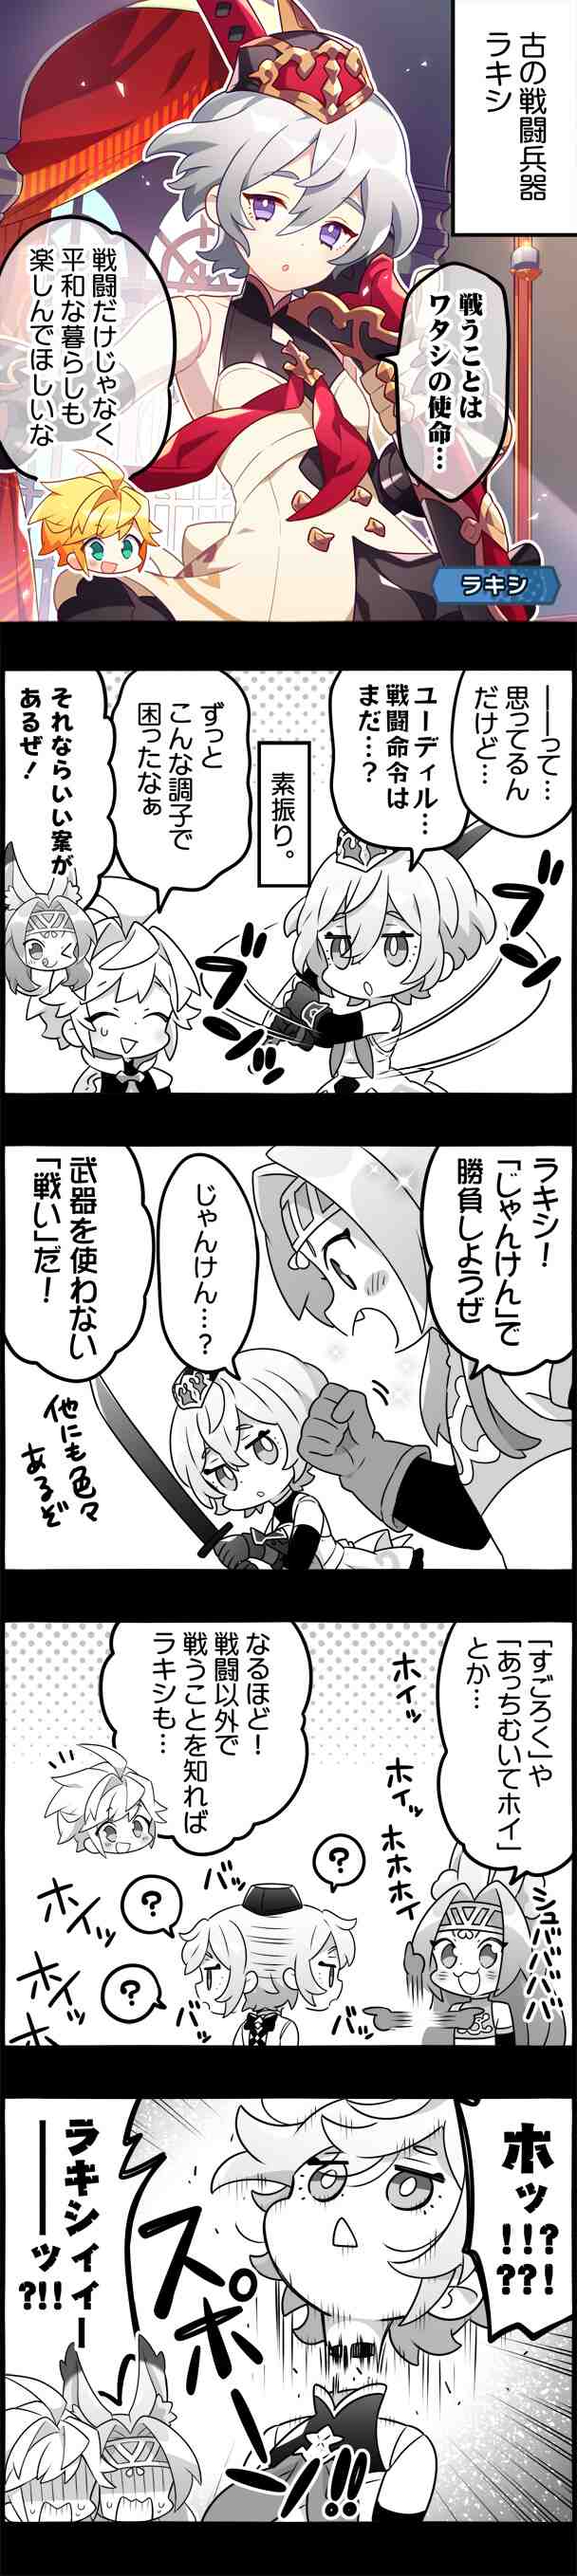 古の戦闘兵器
ラキシ
戦うことは
ワタシの使命…
戦闘だけじゃなく
平和な暮らしも
楽しんでほしいな
ラキシ
──って…
思ってるん
だけど…
ユーディル…
戦闘命令は
まだ…？
素振り。
ブンッ
ブンッ
ずっと
こんな調子で
困ったなぁ
それならいい案が
あるぜ！
ラキシ！
「じゃんけん」で
勝負しようぜ
じゃんけん…？
武器を使わない
「戦い」だ！
他にも色々
あるぞ
「すごろく」や
「あっちむいてホイ」
とか…
ホイッ
ホイッ
ホホホイ
シュバババババ
なるほど！
戦闘以外で
戦うことを知れば
ラキシも…
？
？
？
バッ
バッ
バッ
ホイッ
ホイッ
ホイッ
ホッ!!??？!
スポーン!!
ラキシィィー
──ッ?!!